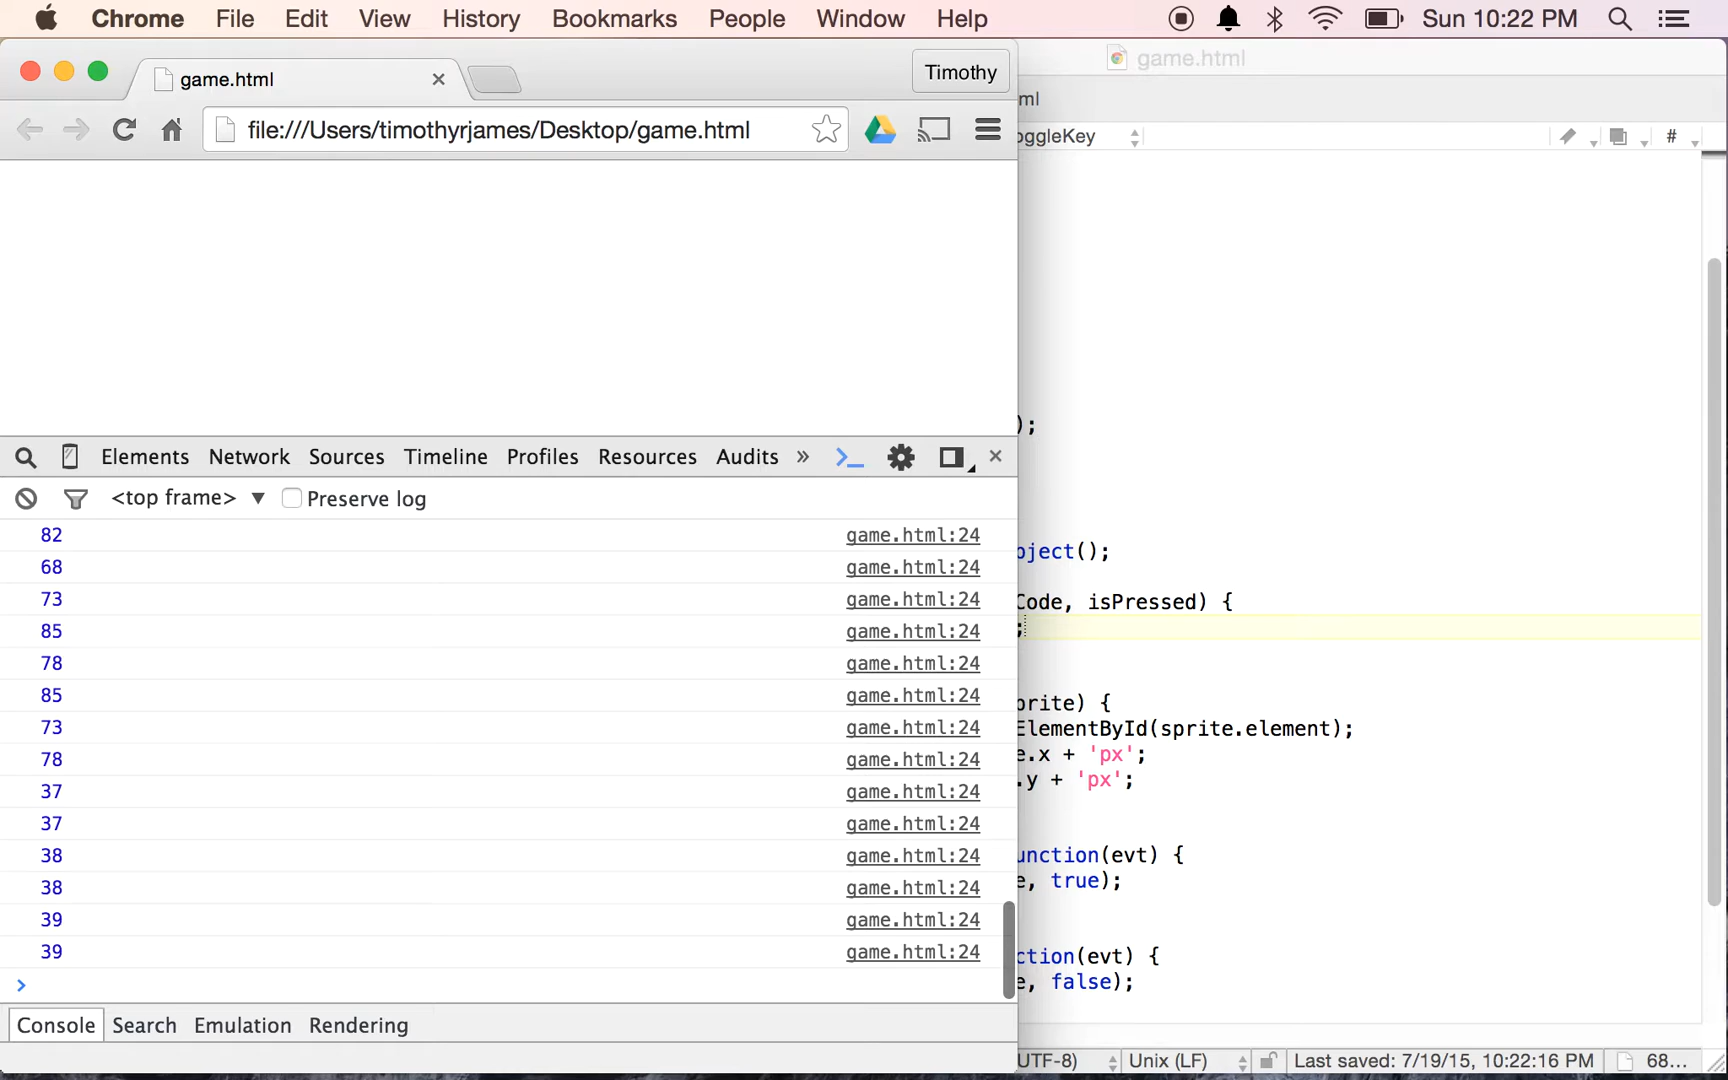 Chrome File Edit View History Bookmarks People Window Help Sun 10:22 PM
game.html
Timothy
file:///Users/timothyrjames/Desktop/game.html
game.html
ml
oggleKey #
);
bject();
Code, isPressed) {
;
prite) {
ElementById(sprite.element);
e.x + 'px';
.y + 'px';
unction(evt) {
e, true);
ction(evt) {
e, false);
Elements Network Sources Timeline Profiles Resources Audits »
<top frame> ▼ Preserve log
82 game.html:24
68 game.html:24
73 game.html:24
85 game.html:24
78 game.html:24
85 game.html:24
73 game.html:24
78 game.html:24
37 game.html:24
37 game.html:24
38 game.html:24
38 game.html:24
39 game.html:24
39 game.html:24
>
Console Search Emulation Rendering
UTF-8) Unix (LF) Last saved: 7/19/15, 10:22:16 PM 68...